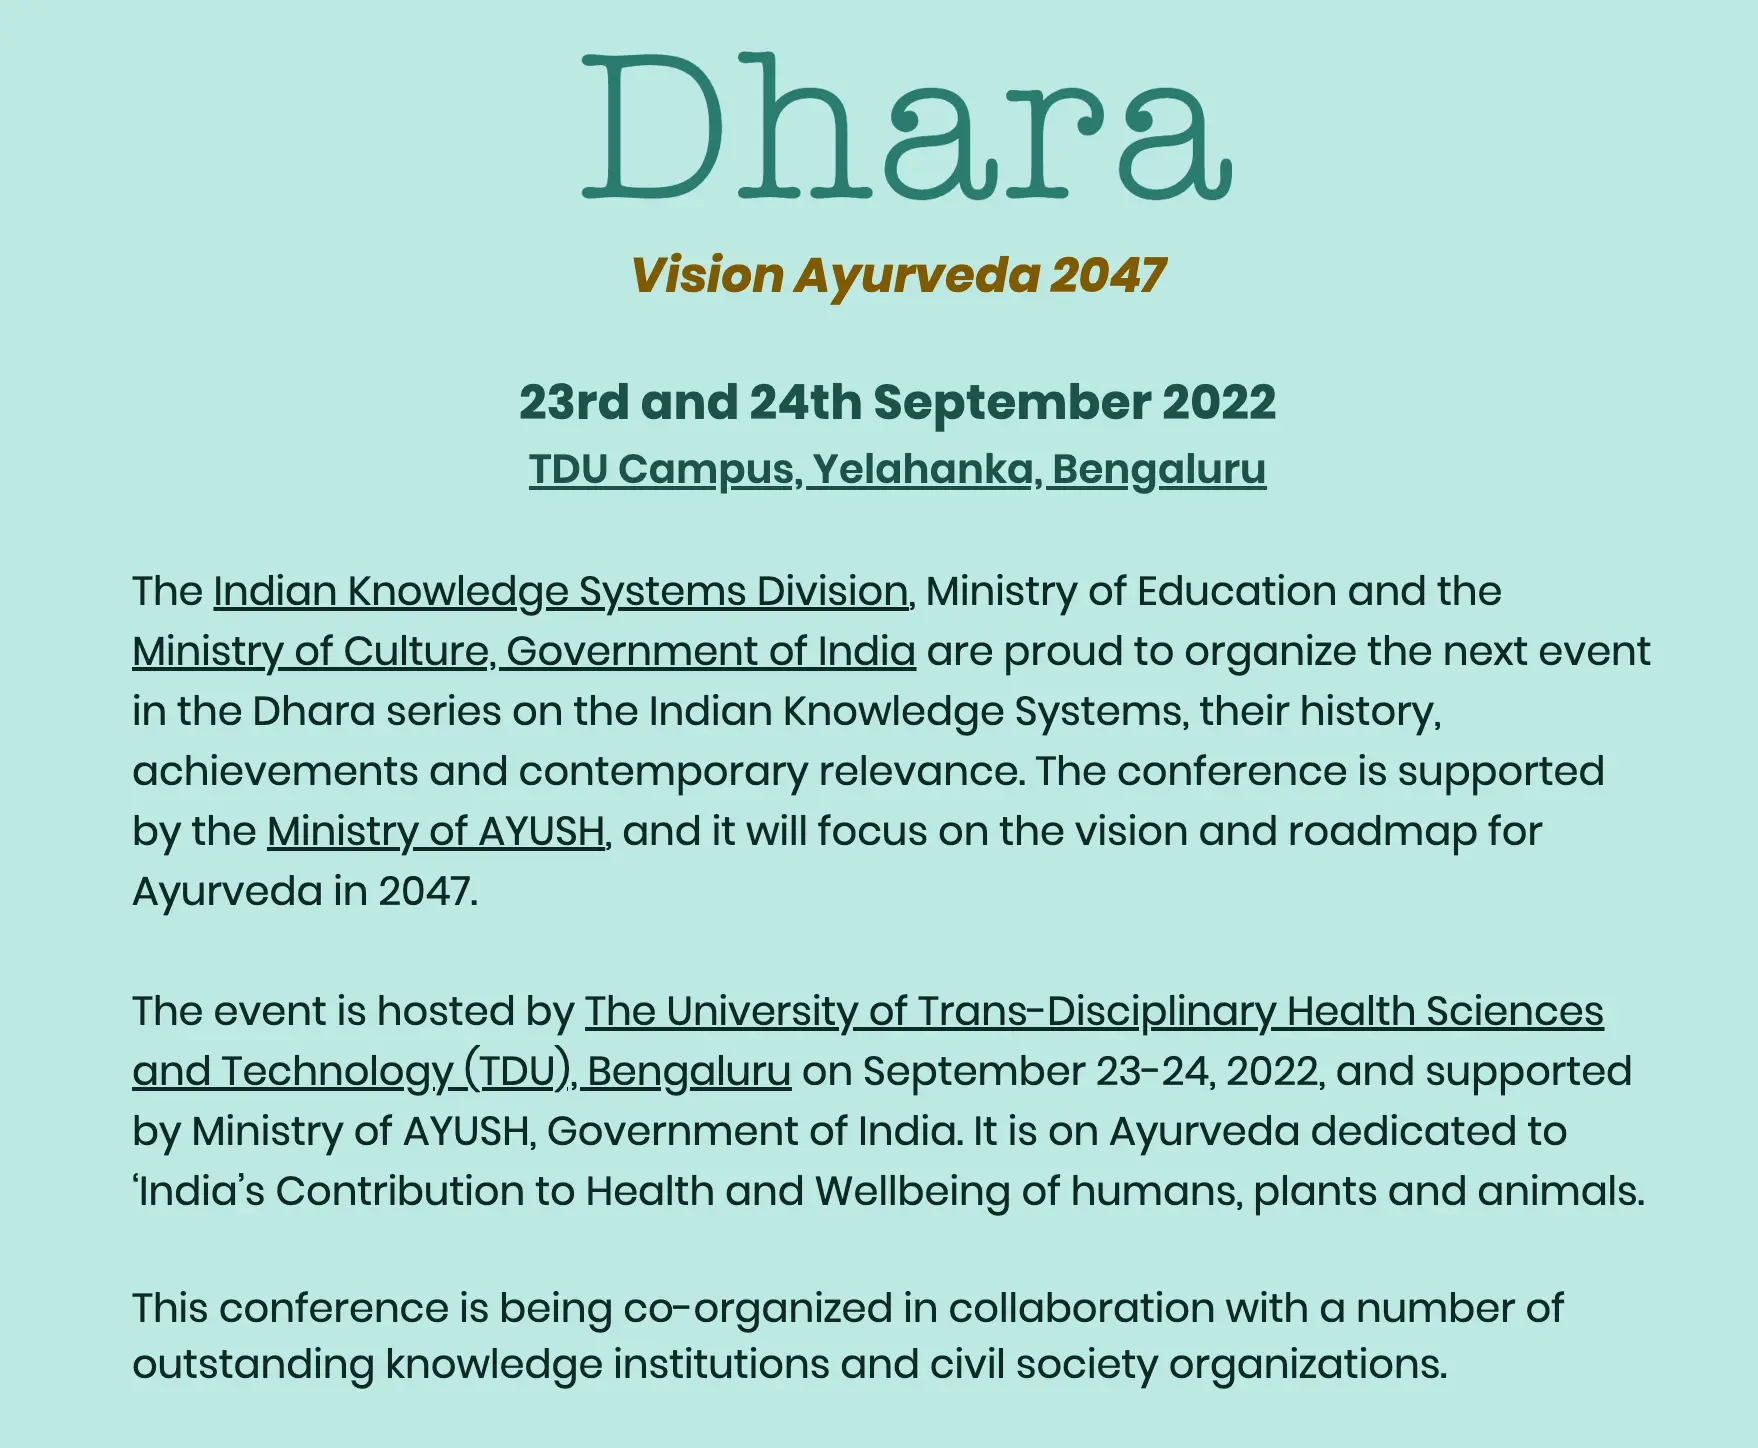 Dhara
Vision Ayurveda 2047
23rd and 24th September 2022
TDU Campus, Yelahanka, Bengaluru
The Indian Knowledge Systems Division, Ministry of Education and the
Ministry of Culture, Government of India are proud to organize the next event
in the Dhara series on the Indian Knowledge Systems, their history,
achievements and contemporary relevance. The conference is supported
by the Ministry of AYUSH, and it will focus on the vision and roadmap for
Ayurveda in 2047.
The event is hosted by The University of Trans-Disciplinary Health Sciences
and Technology (TDU), Bengaluru on September 23-24, 2022, and supported
by Ministry of AYUSH, Government of India. It is on Ayurveda dedicated to
‘India’s Contribution to Health and Wellbeing of humans, plants and animals.
This conference is being co-organized in collaboration with a number of
outstanding knowledge institutions and civil society organizations.